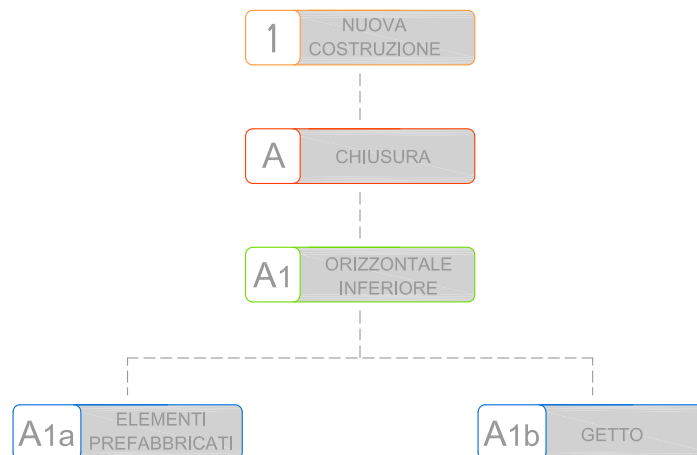 1 NUOVA
COSTRUZIONE
A CHIUSURA
A1 ORIZZONTALE
INFERIORE
A1a ELEMENTI
PREFABBRICATI
A1b GETTO